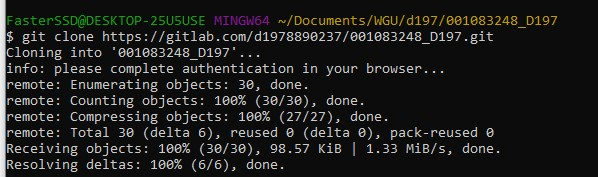 FasterSSD@DESKTOP-25U5USE MINGW64 ~/Documents/WGU/d197/001083248_D197
$ git clone https://gitlab.com/d1978890237/001083248_D197.git
Cloning into '001083248_D197'...
info: please complete authentication in your browser...
remote: Enumerating objects: 30, done.
remote: Counting objects: 100% (30/30), done.
remote: Compressing objects: 100% (27/27), done.
remote: Total 30 (delta 6), reused 0 (delta 0), pack-reused 0
Receiving objects: 100% (30/30), 98.57 KiB | 1.33 MiB/s, done.
Resolving deltas: 100% (6/6), done.